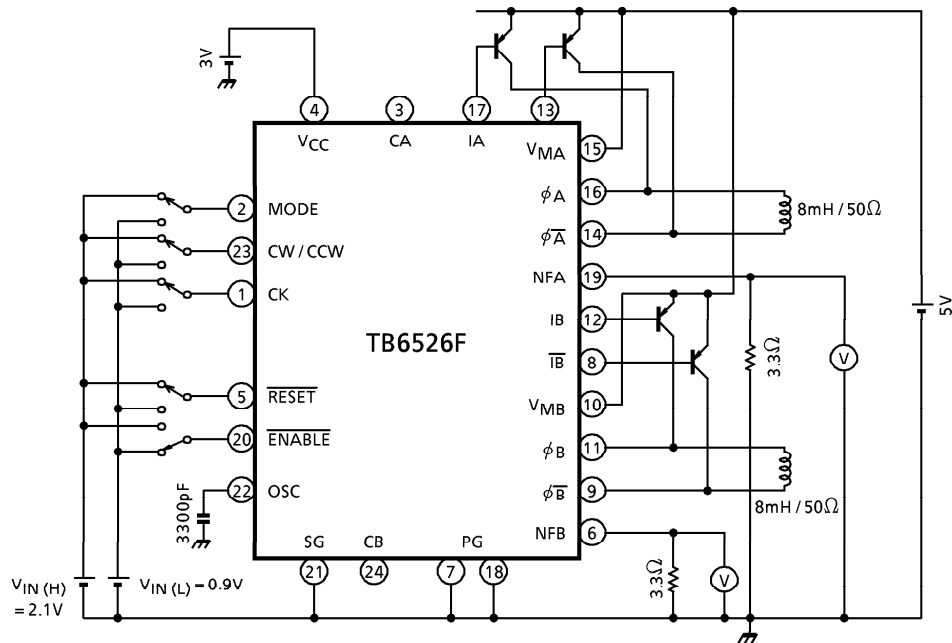 3V
4
3
17
13
VCC
CA
IA
VMA
15
ϕA
16
8mH / 50Ω
2
MODE
ϕA̅
14
23
CW / CCW
NFA
19
1
CK
IB
12
5V
TB6526F
I̅B̅
8
3.3Ω
V
5
R̅E̅S̅E̅T̅
VMB
10
20
E̅N̅A̅B̅L̅E̅
ϕB
11
22
OSC
ϕB̅
9
8mH / 50Ω
3300pF
SG
CB
PG
NFB
6
21
24
7
18
3.3Ω
V
VIN (H)
= 2.1V
VIN (L) = 0.9V